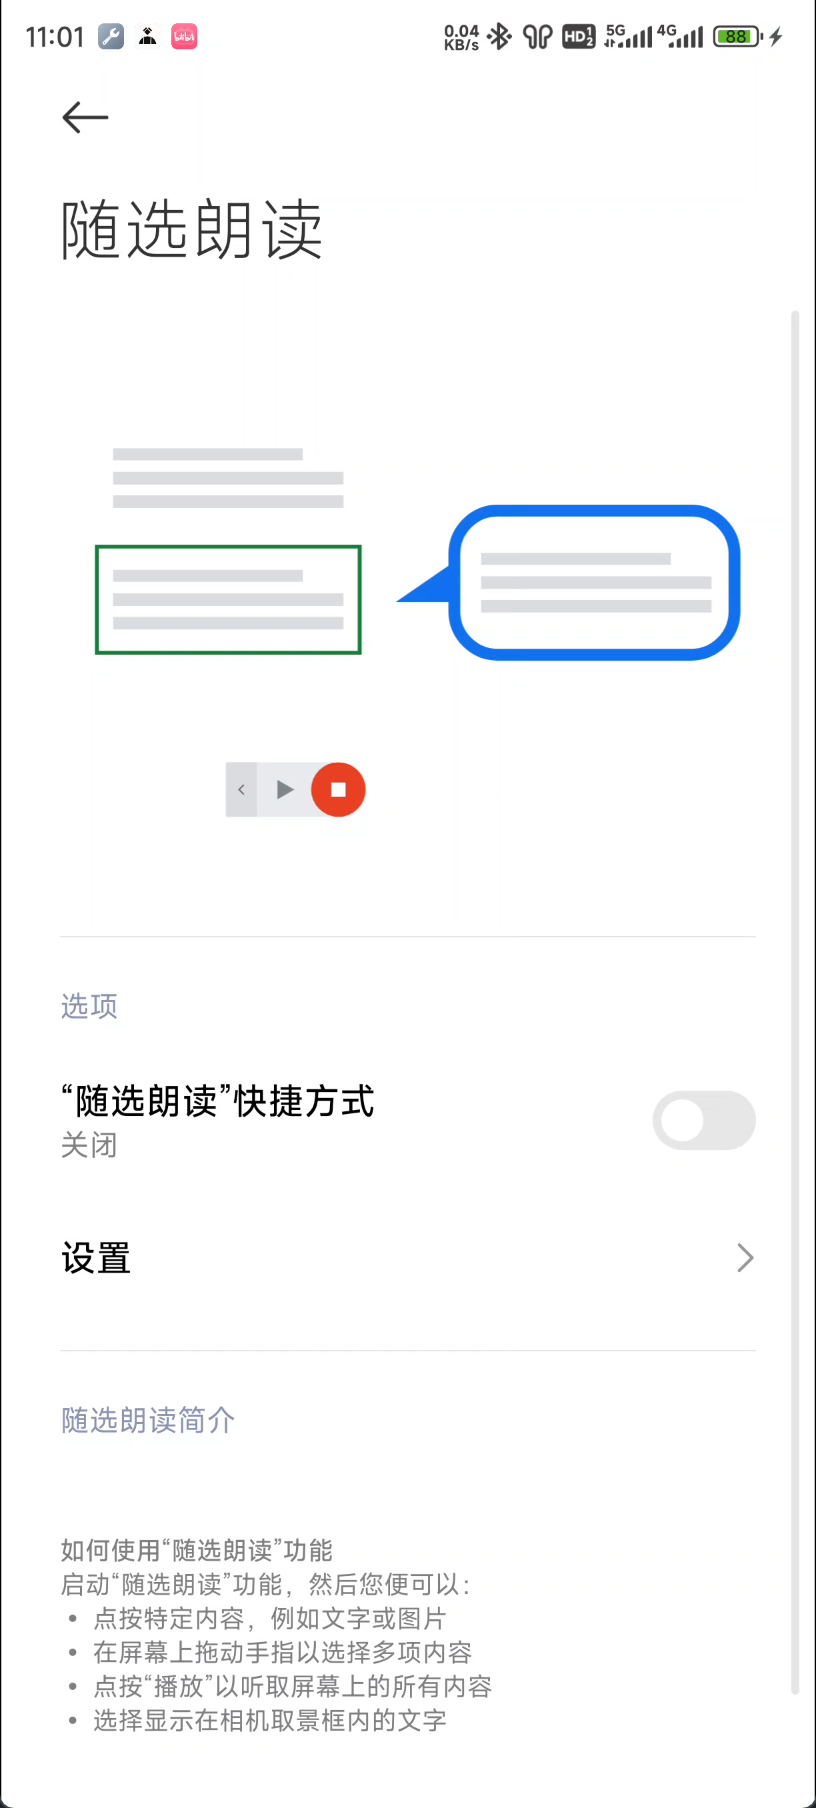 11:01
0.04
KB/s
HD 1
2
5G
4G
88
随选朗读
选项
“随选朗读”快捷方式
关闭
设置
随选朗读简介
如何使用“随选朗读”功能
启动“随选朗读”功能，然后您便可以：
• 点按特定内容，例如文字或图片
• 在屏幕上拖动手指以选择多项内容
• 点按“播放”以听取屏幕上的所有内容
• 选择显示在相机取景框内的文字